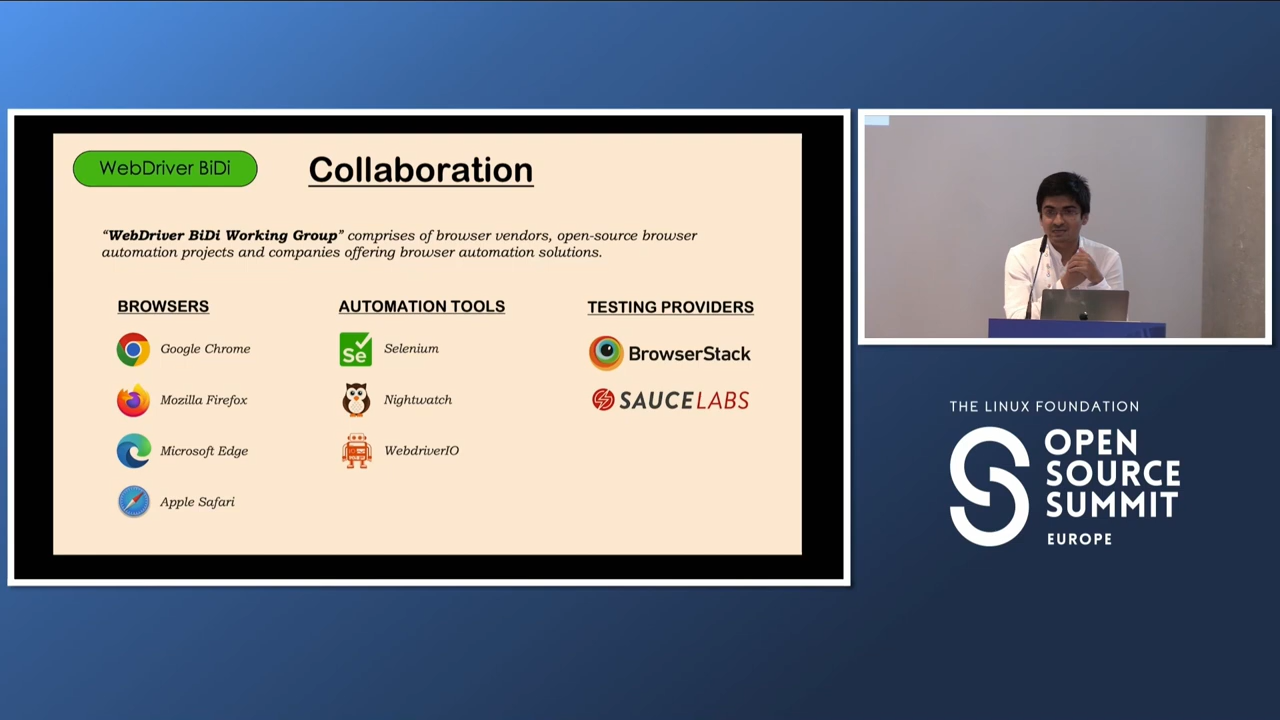 WebDriver BiDi
Collaboration
“WebDriver BiDi Working Group” comprises of browser vendors, open-source browser
automation projects and companies offering browser automation solutions.
BROWSERS
Google Chrome
Mozilla Firefox
Microsoft Edge
Apple Safari
AUTOMATION TOOLS
Se
Selenium
Nightwatch
WebdriverIO
TESTING PROVIDERS
BrowserStack
SAUCELABS
THE LINUX FOUNDATION
OPEN
SOURCE
SUMMIT
EUROPE